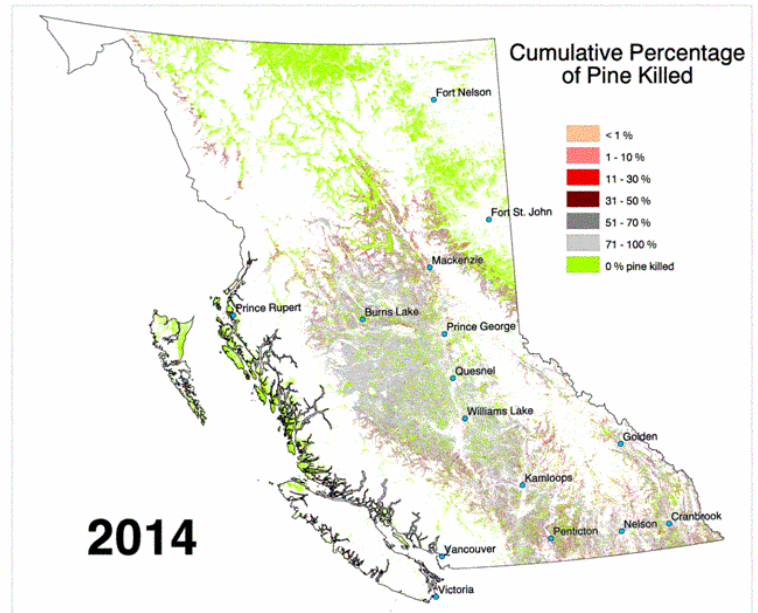 Cumulative Percentage
of Pine Killed
Fort Nelson
< 1 %
1 - 10 %
11 - 30 %
31 - 50 %
51 - 70 %
71 - 100 %
0 % pine killed
Fort St. John
Mackenzie
Prince Rupert
Burns Lake
Prince George
Quesnel
Williams Lake
Golden
Kamloops
Cranbrook
Nelson
Penticton
2014
Vancouver
Victoria